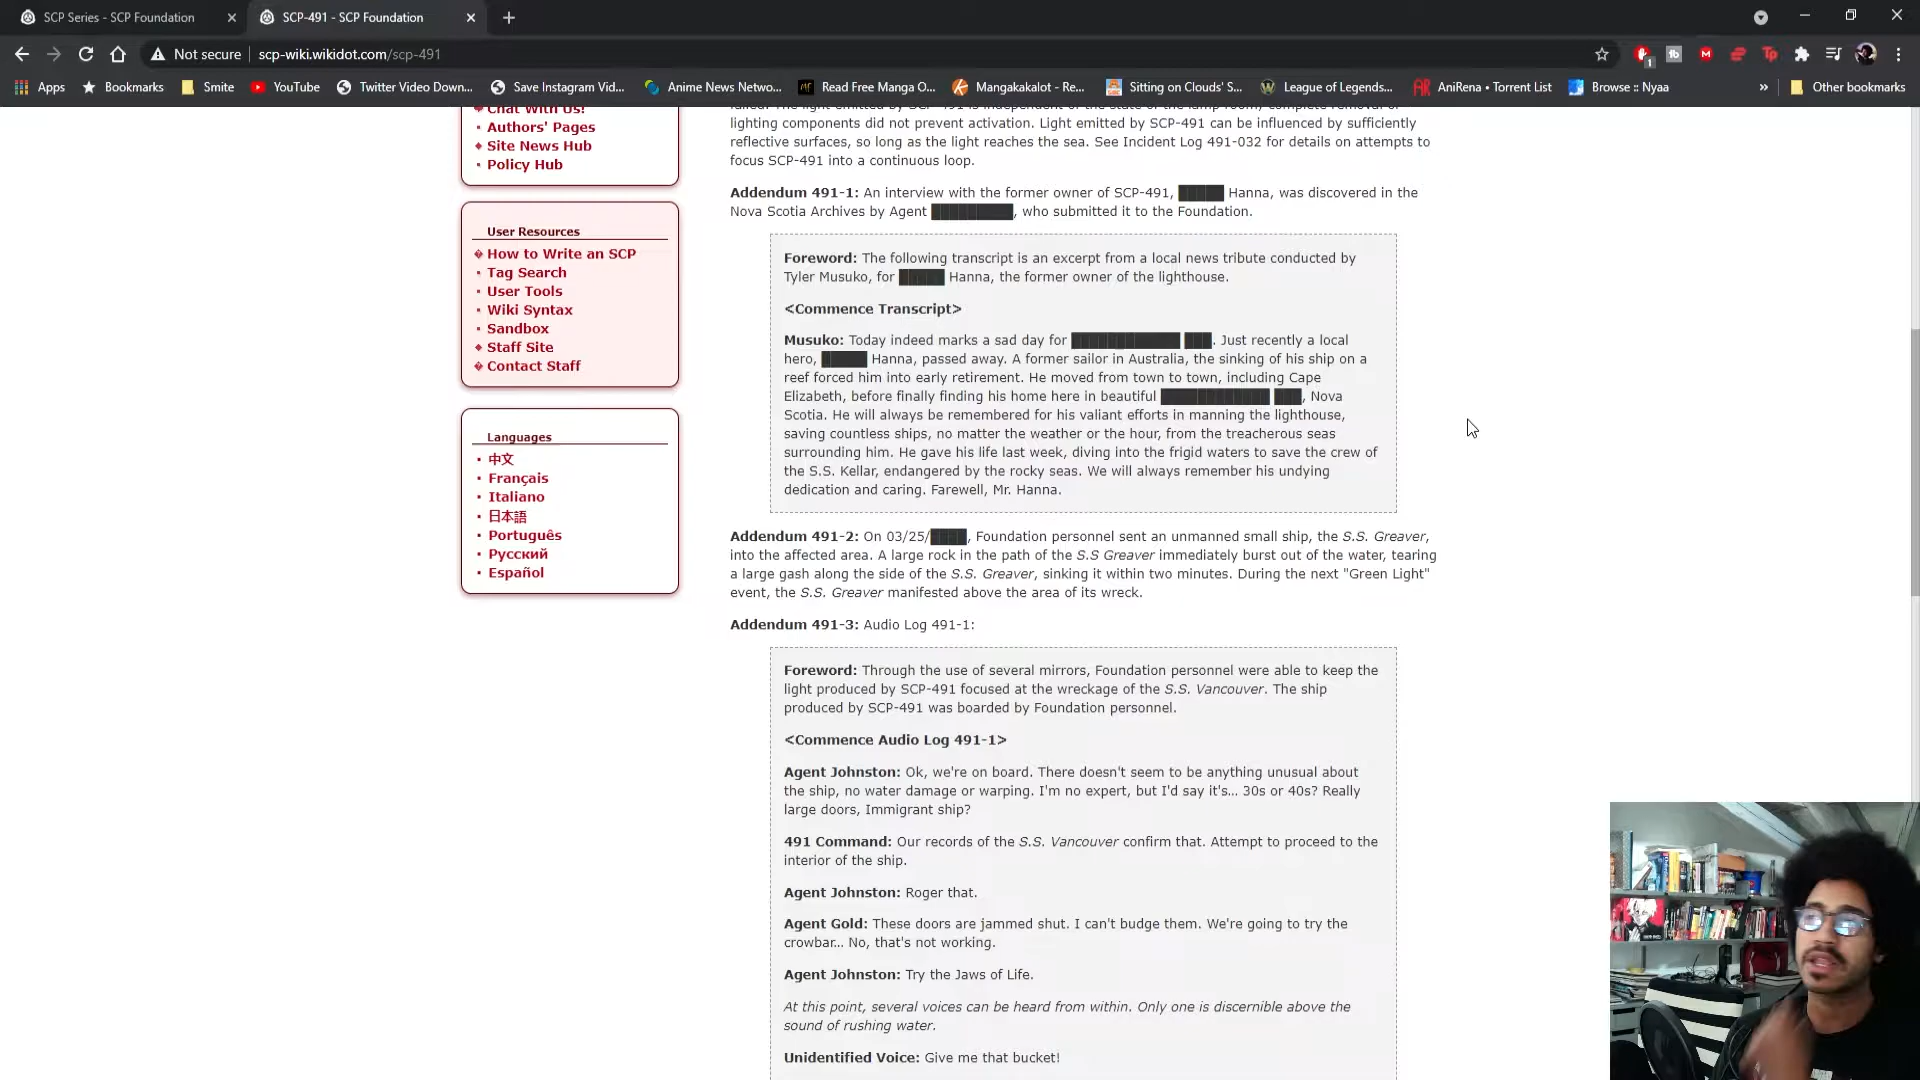 SCP Series - SCP Foundation
SCP-491 - SCP Foundation
Not secure
scp-wiki.wikidot.com/scp-491
Apps
Bookmarks
Smite
YouTube
Twitter Video Down...
Save Instagram Vid...
Anime News Netwo...
Read Free Manga O...
Mangakakalot - Re...
Sitting on Clouds' S...
League of Legends...
AniRena • Torrent List
Browse :: Nyaa
»
Other bookmarks
Chat With Us!
Authors' Pages
Site News Hub
Policy Hub
User Resources
How to Write an SCP
Tag Search
User Tools
Wiki Syntax
Sandbox
Staff Site
Contact Staff
Languages
中文
Français
Italiano
日本語
Português
Русский
Español
failed. The light emitted by SCP-491 is independent of the state of the lamp room; complete removal of
lighting components did not prevent activation. Light emitted by SCP-491 can be influenced by sufficiently
reflective surfaces, so long as the light reaches the sea. See Incident Log 491-032 for details on attempts to
focus SCP-491 into a continuous loop.
Addendum 491-1: An interview with the former owner of SCP-491, █████ Hanna, was discovered in the
Nova Scotia Archives by Agent █████████, who submitted it to the Foundation.
Foreword: The following transcript is an excerpt from a local news tribute conducted by
Tyler Musuko, for █████ Hanna, the former owner of the lighthouse.
<Commence Transcript>
Musuko: Today indeed marks a sad day for ████████████ ███. Just recently a local
hero, █████ Hanna, passed away. A former sailor in Australia, the sinking of his ship on a
reef forced him into early retirement. He moved from town to town, including Cape
Elizabeth, before finally finding his home here in beautiful ████████████ ███, Nova
Scotia. He will always be remembered for his valiant efforts in manning the lighthouse,
saving countless ships, no matter the weather or the hour, from the treacherous seas
surrounding him. He gave his life last week, diving into the frigid waters to save the crew of
the S.S. Kellar, endangered by the rocky seas. We will always remember his undying
dedication and caring. Farewell, Mr. Hanna.
Addendum 491-2: On 03/25/████, Foundation personnel sent an unmanned small ship, the S.S. Greaver,
into the affected area. A large rock in the path of the S.S Greaver immediately burst out of the water, tearing
a large gash along the side of the S.S. Greaver, sinking it within two minutes. During the next "Green Light"
event, the S.S. Greaver manifested above the area of its wreck.
Addendum 491-3: Audio Log 491-1:
Foreword: Through the use of several mirrors, Foundation personnel were able to keep the
light produced by SCP-491 focused at the wreckage of the S.S. Vancouver. The ship
produced by SCP-491 was boarded by Foundation personnel.
<Commence Audio Log 491-1>
Agent Johnston: Ok, we're on board. There doesn't seem to be anything unusual about
the ship, no water damage or warping. I'm no expert, but I'd say it's... 30s or 40s? Really
large doors, Immigrant ship?
491 Command: Our records of the S.S. Vancouver confirm that. Attempt to proceed to the
interior of the ship.
Agent Johnston: Roger that.
Agent Gold: These doors are jammed shut. I can't budge them. We're going to try the
crowbar... No, that's not working.
Agent Johnston: Try the Jaws of Life.
At this point, several voices can be heard from within. Only one is discernible above the
sound of rushing water.
Unidentified Voice: Give me that bucket!